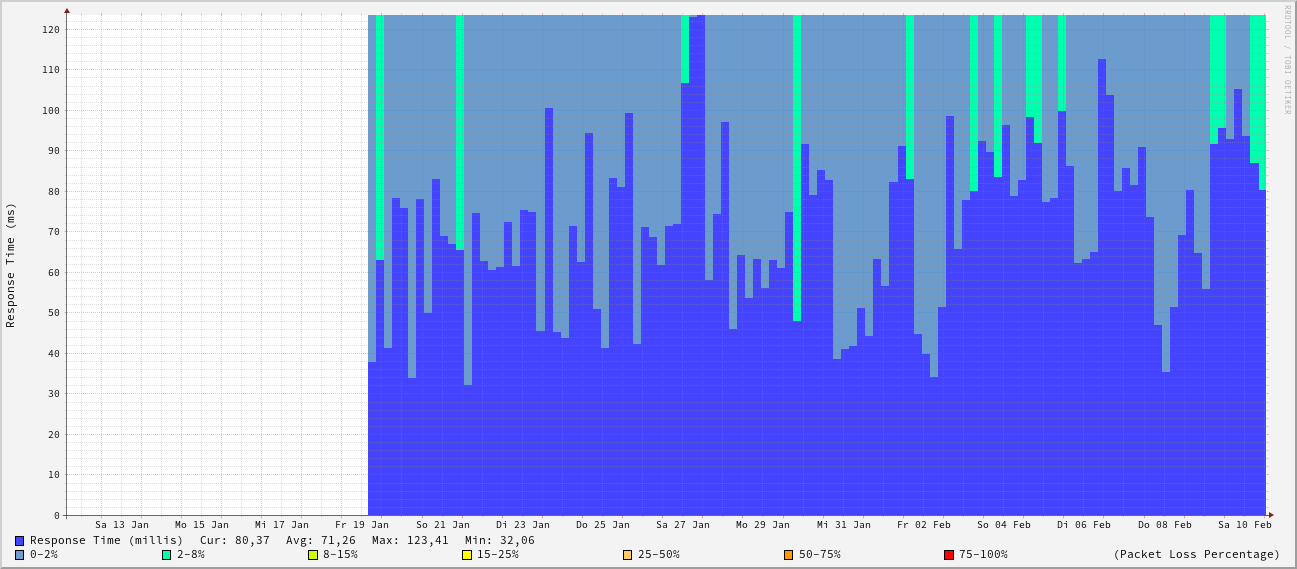 RRDTOOL / TOBI OETIKER
Response Time (ms)
120
110
100
90
80
70
60
50
40
30
20
10
0
Sa 13 Jan Mo 15 Jan Mi 17 Jan Fr 19 Jan So 21 Jan Di 23 Jan Do 25 Jan Sa 27 Jan Mo 29 Jan Mi 31 Jan Fr 02 Feb So 04 Feb Di 06 Feb Do 08 Feb Sa 10 Feb
Response Time (millis) Cur: 80,37 Avg: 71,26 Max: 123,41 Min: 32,06
0-2% 2-8% 8-15% 15-25% 25-50% 50-75% 75-100% (Packet Loss Percentage)